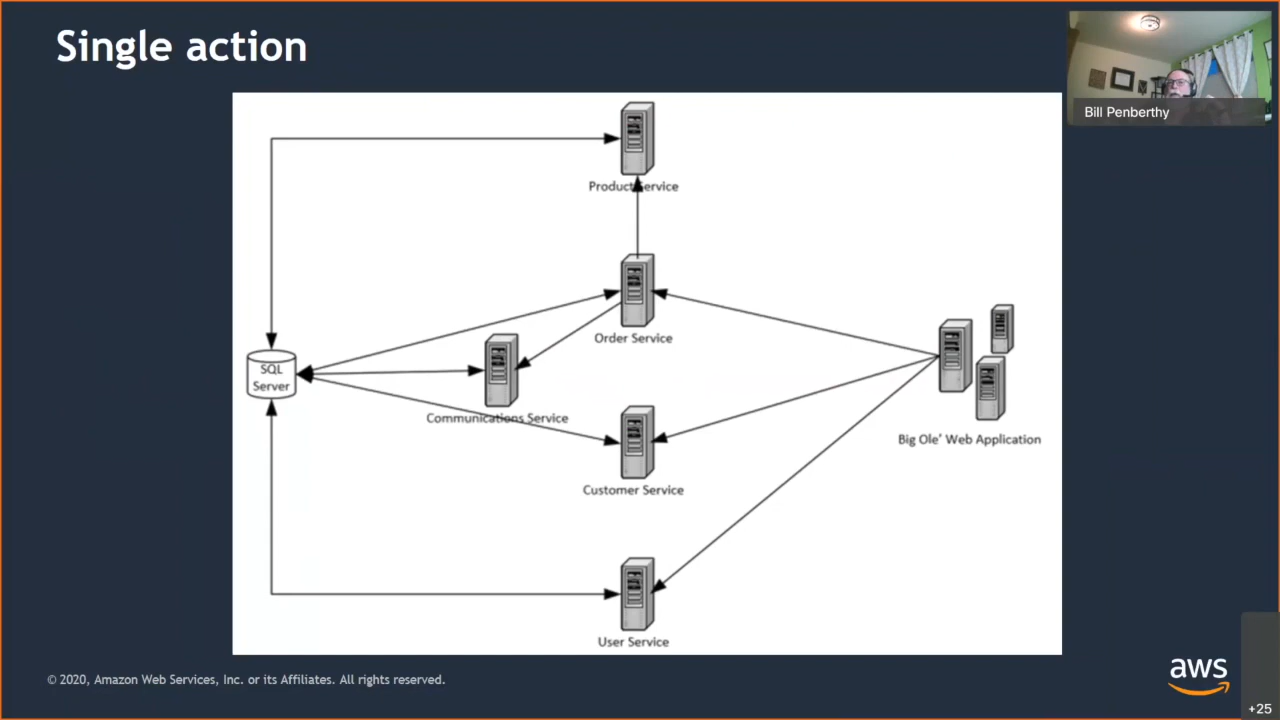 Single action
Bill Penberthy
Product Service
Order Service
SQL
Server
Communications Service
Customer Service
Big Ole' Web Application
User Service
© 2020, Amazon Web Services, Inc. or its Affiliates. All rights reserved.
aws
+25